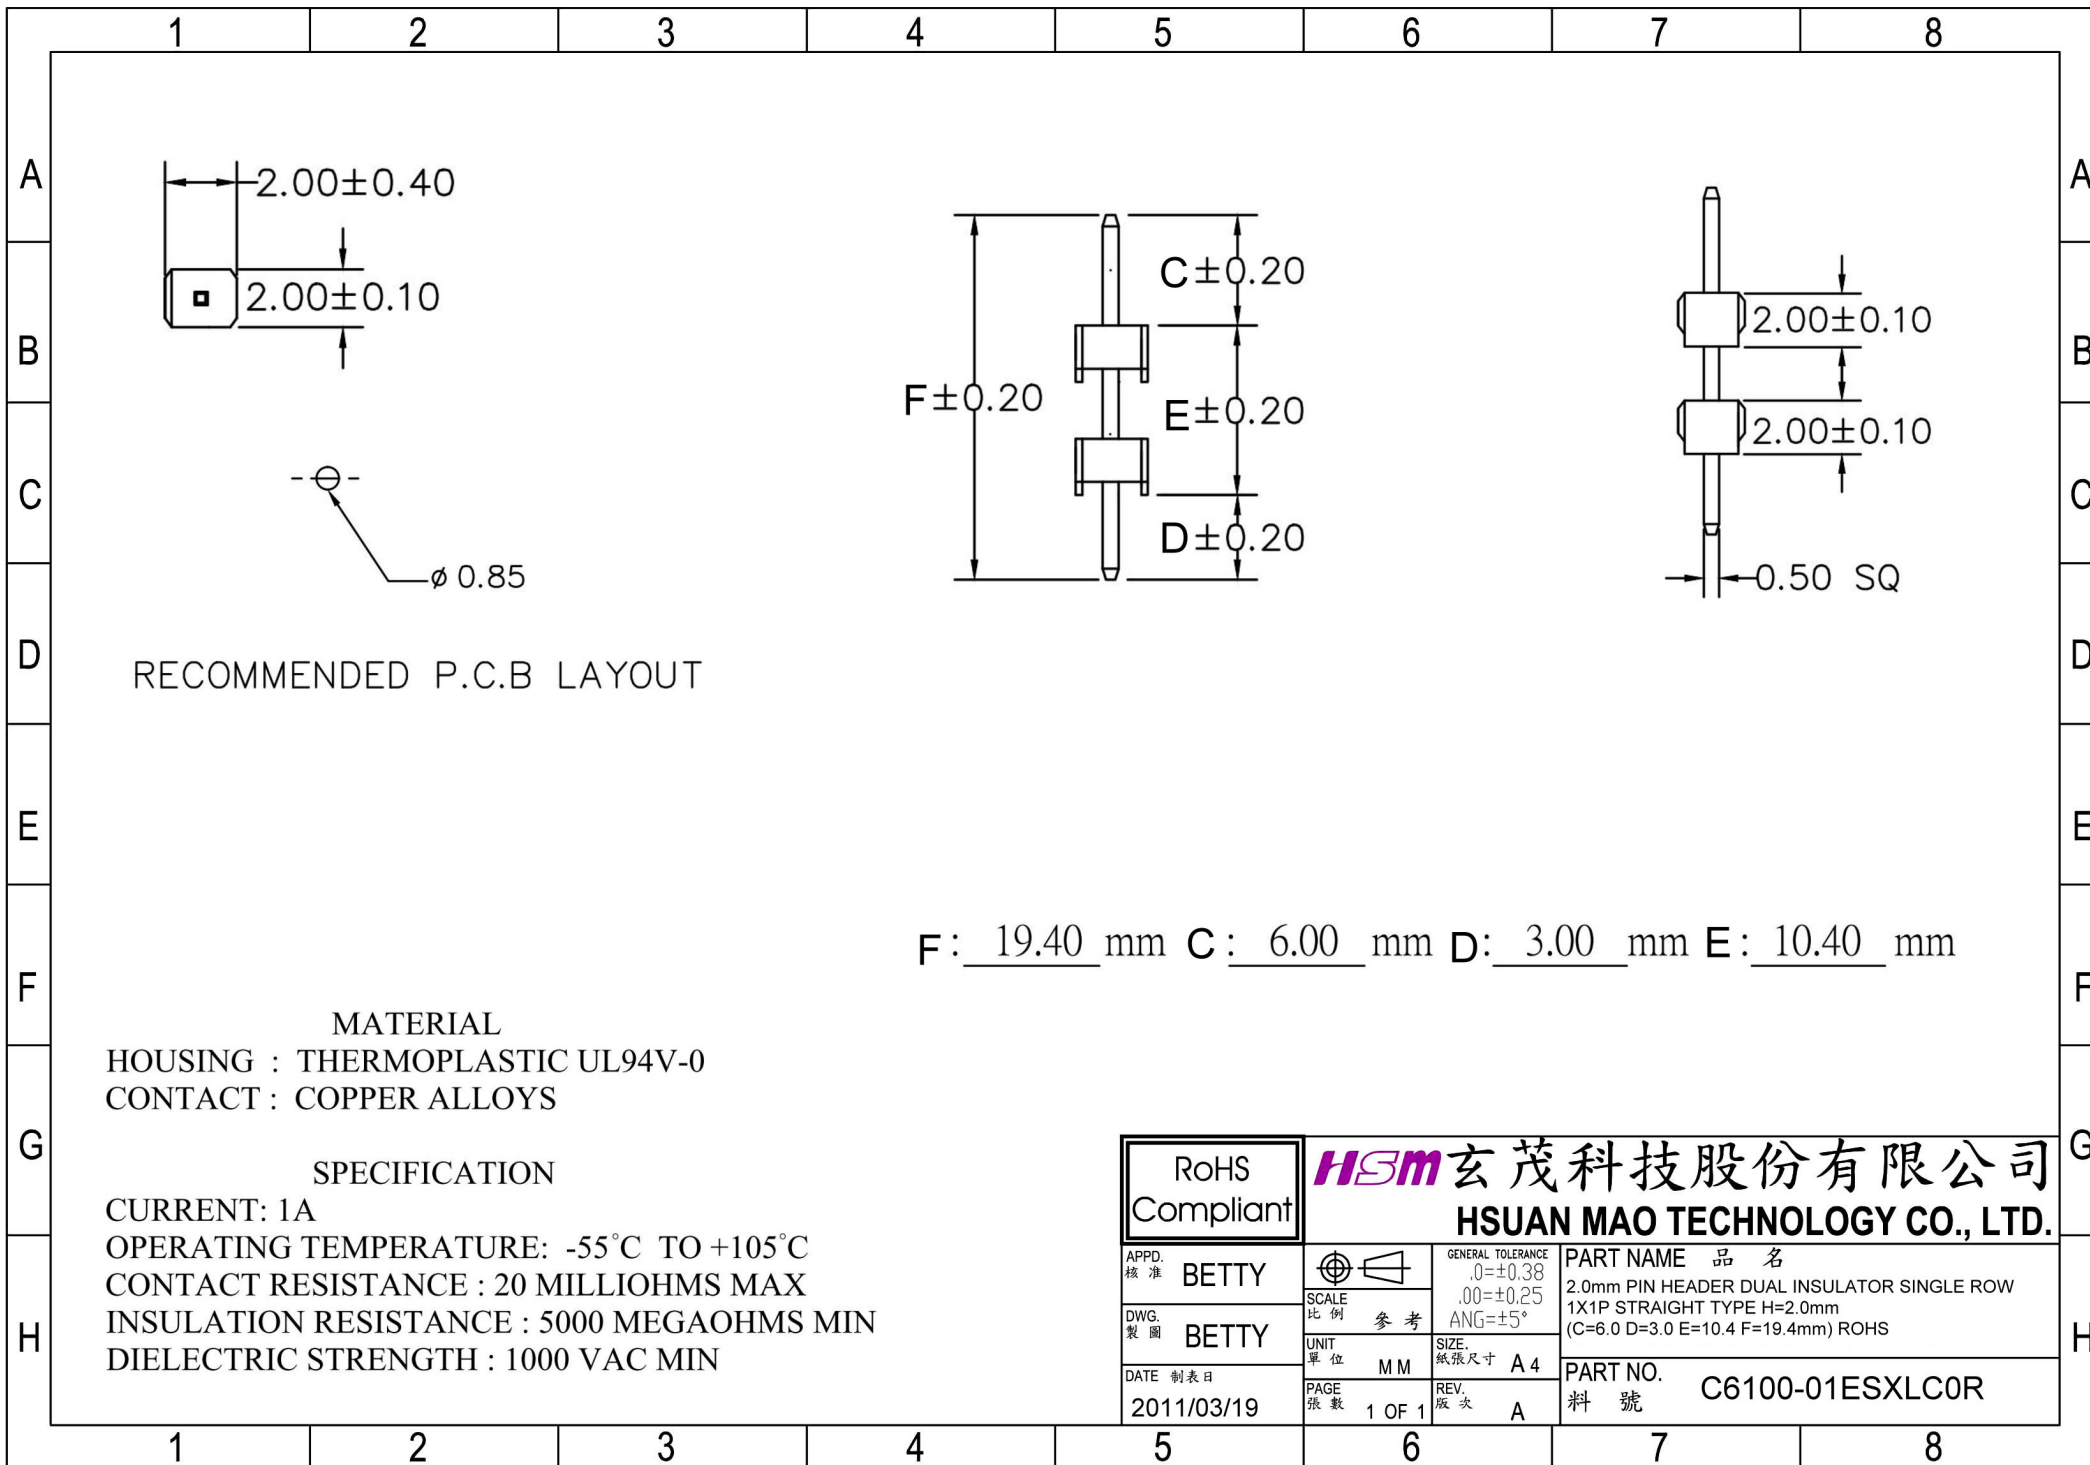 1 2 3 4 5 6 7 8
A A
B B
C C
D D
E E
F F
G G
H H
2.00±0.40
2.00±0.10
ø 0.85
RECOMMENDED P.C.B LAYOUT
F±0.20
C±0.20
E±0.20
D±0.20
2.00±0.10
2.00±0.10
0.50 SQ
F: 19.40 mm C: 6.00 mm D: 3.00 mm E: 10.40 mm
MATERIAL
HOUSING : THERMOPLASTIC UL94V-0
CONTACT : COPPER ALLOYS
SPECIFICATION
CURRENT: 1A
OPERATING TEMPERATURE: -55°C TO +105°C
CONTACT RESISTANCE : 20 MILLIOHMS MAX
INSULATION RESISTANCE : 5000 MEGAOHMS MIN
DIELECTRIC STRENGTH : 1000 VAC MIN
RoHS
Compliant
HSM 玄茂科技股份有限公司
HSUAN MAO TECHNOLOGY CO., LTD.
APPD.
核 准 BETTY
DWG.
製 圖 BETTY
DATE 制表日
2011/03/19
SCALE
比 例 參 考
UNIT
單 位 MM
PAGE
張 數 1 OF 1
GENERAL TOLERANCE
.0=±0.38
.00=±0.25
ANG=±5°
SIZE.
紙張尺寸 A4
REV.
版 次 A
PART NAME 品 名
2.0mm PIN HEADER DUAL INSULATOR SINGLE ROW
1X1P STRAIGHT TYPE H=2.0mm
(C=6.0 D=3.0 E=10.4 F=19.4mm) ROHS
PART NO.
料 號 C6100-01ESXLC0R
1 2 3 4 5 6 7 8